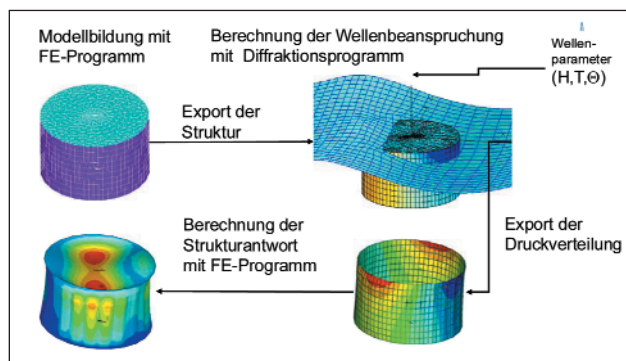 Modellbildung mit
FE-Programm
Berechnung der Wellenbeanspruchung
mit Diffraktionsprogramm
Wellen-
parameter
(H,T,Θ)
Export der
Struktur
Export der
Druckverteilung
Berechnung der
Strukturantwort
mit FE-Programm